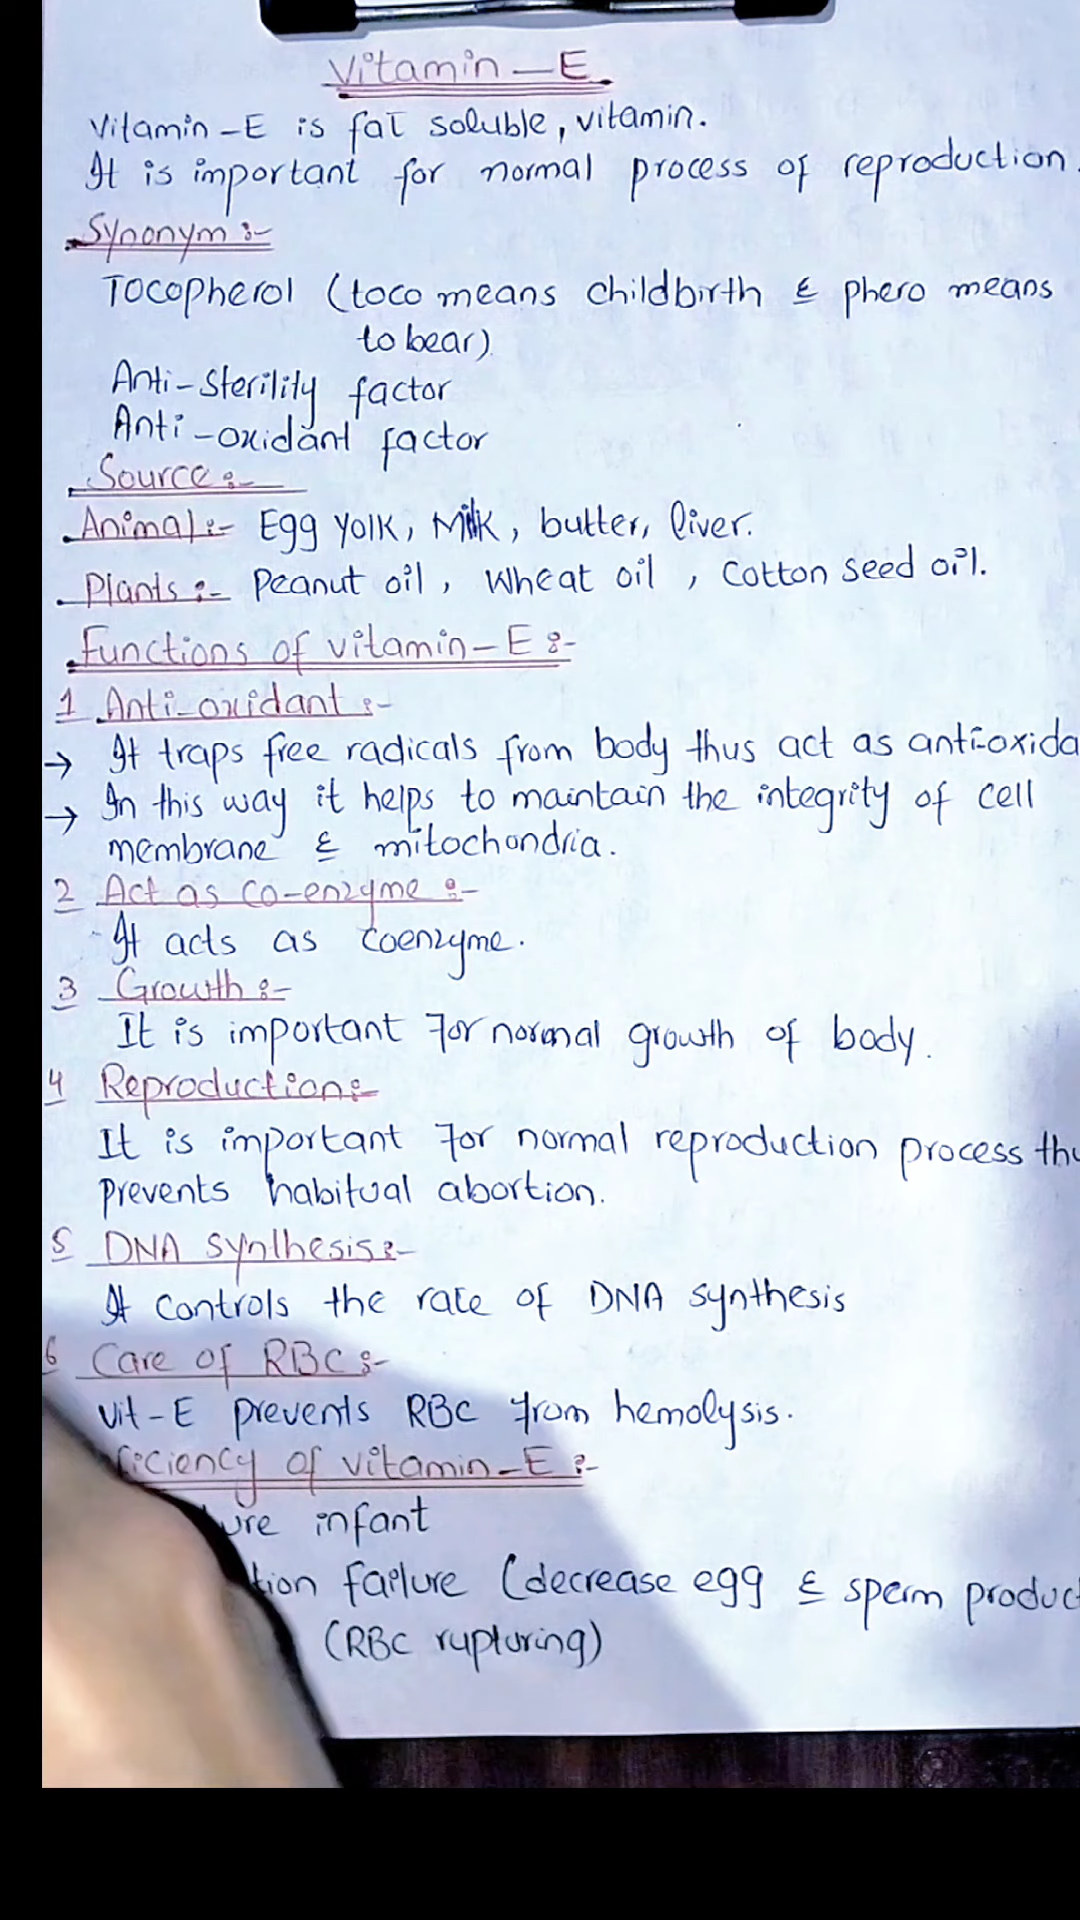 Vitamin - E
Vitamin-E is fat soluble, vitamin.
It is important for normal process of reproduction.
Synonym :-
Tocopherol (toco means childbirth & phero means
to bear)
Anti-sterility factor
Anti-oxidant factor
Source :-
Animal :- Egg yolk, Milk, butter, liver.
Plants :- Peanut oil, Wheat oil, Cotton seed oil.
Functions of vitamin-E :-
1 Anti-oxidant :-
→ It traps free radicals from body thus act as anti-oxida
→ In this way it helps to maintain the integrity of cell
membrane & mitochondria.
2 Act as co-enzyme :-
It acts as coenzyme.
3 Growth :-
It is important for normal growth of body.
4 Reproduction :-
It is important for normal reproduction process thu
prevents habitual abortion.
5 DNA synthesis :-
It controls the rate of DNA synthesis
6 Care of RBC :-
Vit-E prevents RBC from hemolysis.
ficiency of vitamin-E :-
ure infant
tion failure (decrease egg & sperm produc
(RBC rupturing)